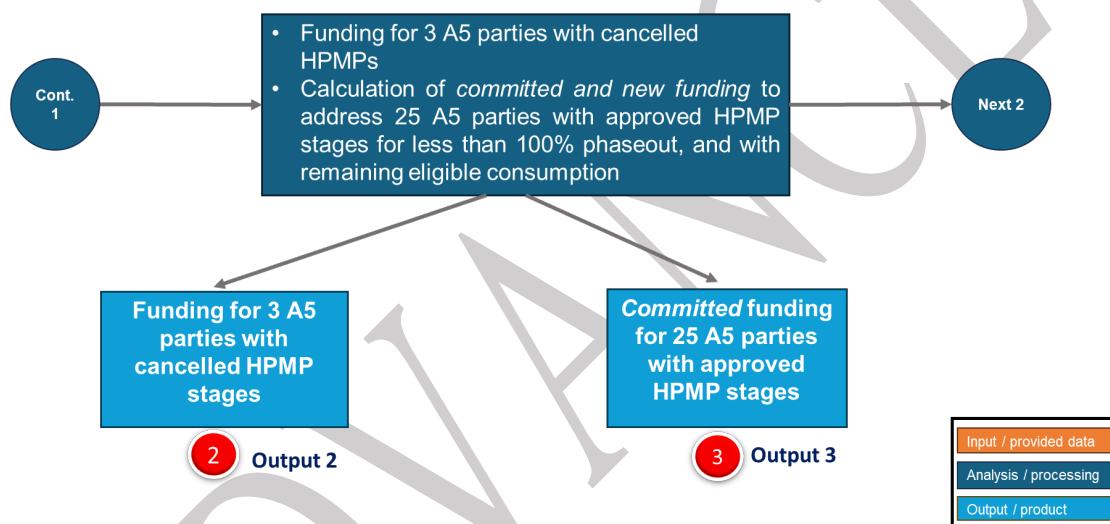 • Funding for 3 A5 parties with cancelled
HPMPs
• Calculation of committed and new funding to
address 25 A5 parties with approved HPMP
stages for less than 100% phaseout, and with
remaining eligible consumption
Cont.
1
Next 2
Funding for 3 A5
parties with
cancelled HPMP
stages
Committed funding
for 25 A5 parties
with approved
HPMP stages
2 Output 2
3 Output 3
Input / provided data
Analysis / processing
Output / product